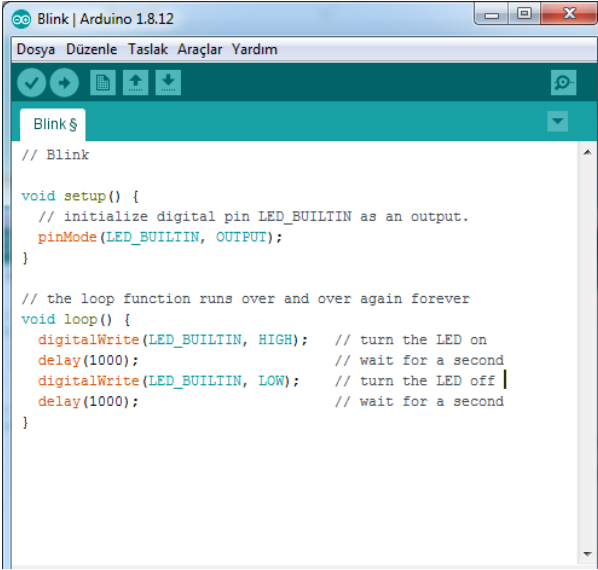 Blink | Arduino 1.8.12
Dosya Düzenle Taslak Araçlar Yardım
Blink §
// Blink
void setup() {
  // initialize digital pin LED_BUILTIN as an output.
  pinMode(LED_BUILTIN, OUTPUT);
}
// the loop function runs over and over again forever
void loop() {
  digitalWrite(LED_BUILTIN, HIGH);   // turn the LED on
  delay(1000);                       // wait for a second
  digitalWrite(LED_BUILTIN, LOW);    // turn the LED off
  delay(1000);                       // wait for a second
}